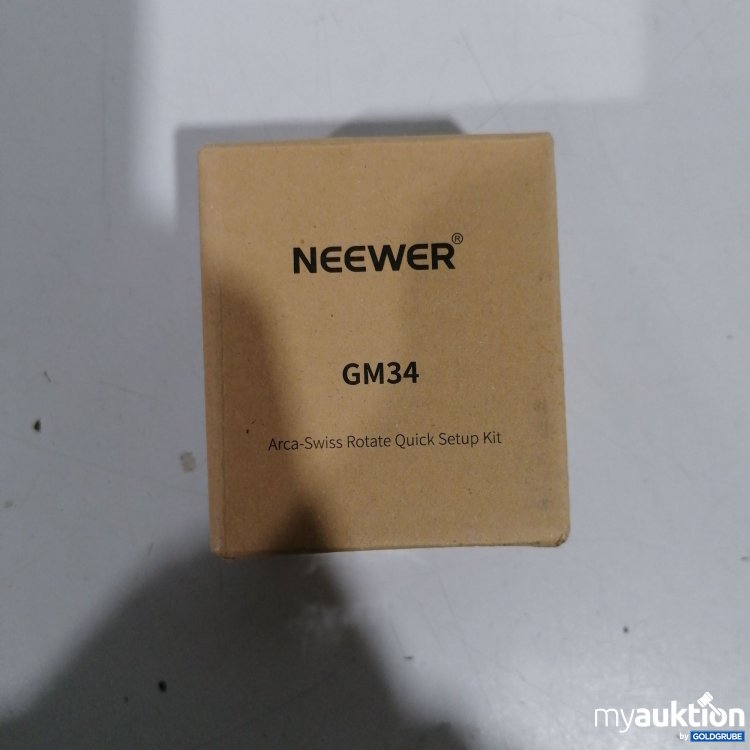 NEEWER®
GM34
Arca-Swiss Rotate Quick Setup Kit
myauktion
by GOLDGRUBE